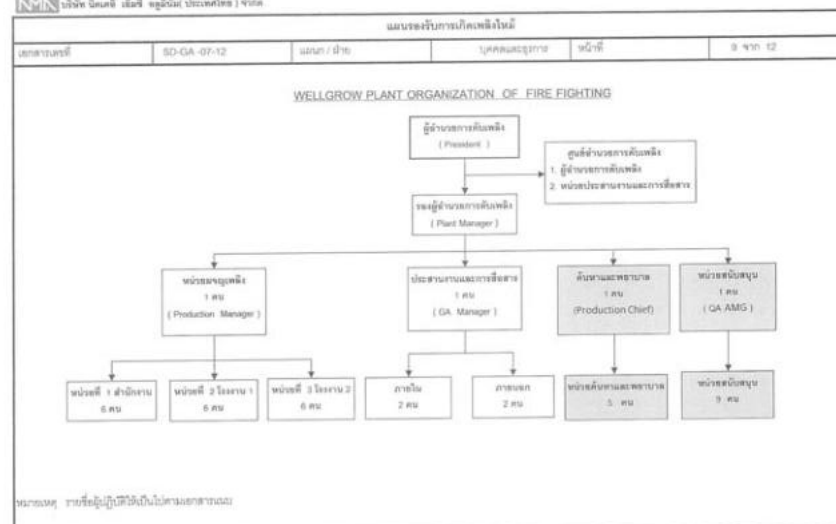 NMA บริษัท นิคเคอิ เอ็มซี อลูมินั่ม( ประเทศไทย ) จำกัด
แผนรองรับการเกิดเพลิงไหม้
เอกสารเลขที่ SD-GA -07-12 แผนก / ฝ่าย บุคคลและธุรการ หน้าที่ 9 จาก 12
WELLGROW PLANT ORGANIZATION OF FIRE FIGHTING
ผู้อำนวยการดับเพลิง
( President )
ศูนย์อำนวยการดับเพลิง
1. ผู้อำนวยการดับเพลิง
2. หน่วยประสานงานและการสื่อสาร
รองผู้อำนวยการดับเพลิง
( Plant Manager )
หน่วยผจญเพลิง
1 คน
( Production Manager )
ประสานงานและการสื่อสาร
1 คน
( GA Manager )
ค้นหาและพยาบาล
1 คน
(Production Chief)
หน่วยสนับสนุน
1 คน
( QA AMG )
หน่วยที่ 1 สำนักงาน
6 คน
หน่วยที่ 2 โรงงาน 1
6 คน
หน่วยที่ 3 โรงงาน 2
6 คน
ภายใน
2 คน
ภายนอก
2 คน
หน่วยค้นหาและพยาบาล
5 คน
หน่วยสนับสนุน
9 คน
หมายเหตุ รายชื่อผู้ปฏิบัติให้เป็นไปตามเอกสารแนบ